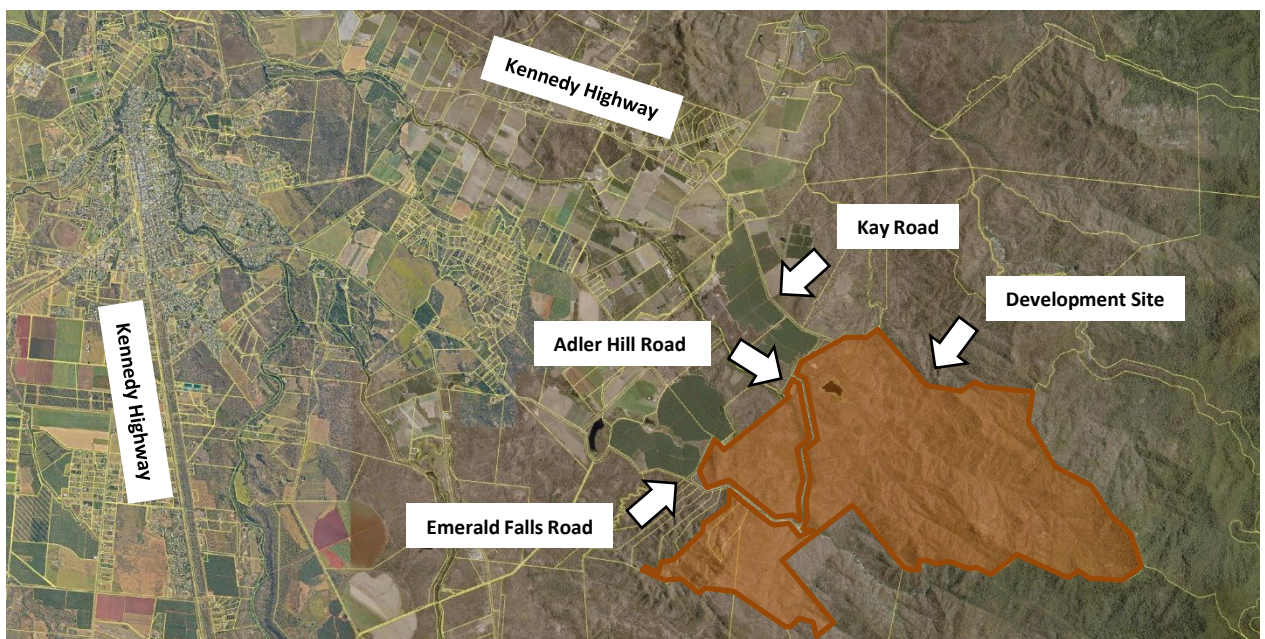 Kennedy Highway
Kay Road
Development Site
Kennedy Highway
Adler Hill Road
Emerald Falls Road